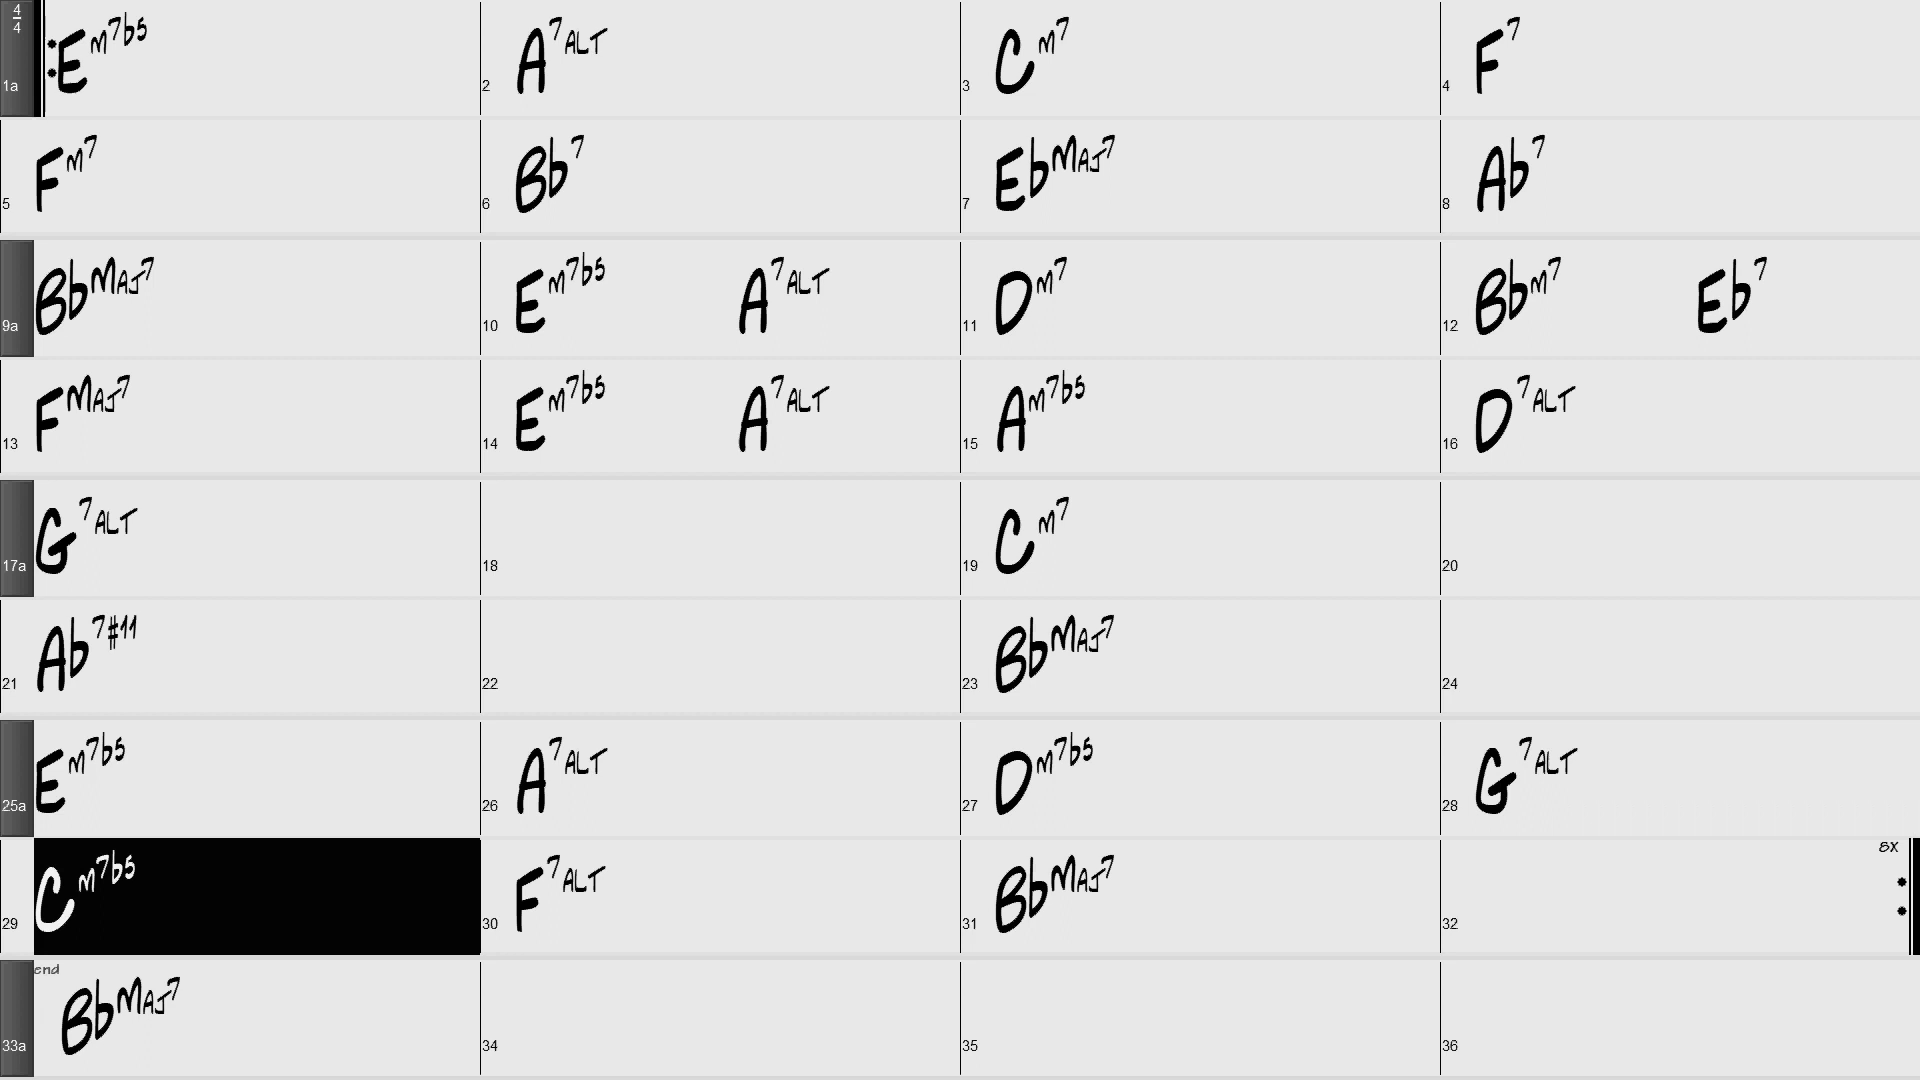 4/4
1a Em7b5 2 A7ALT 3 Cm7 4 F7
5 Fm7 6 Bb7 7 EbMAJ7 8 Ab7
9a BbMAJ7 10 Em7b5 A7ALT 11 Dm7 12 Bbm7 Eb7
13 FMAJ7 14 Em7b5 A7ALT 15 Am7b5 16 D7ALT
17a G7ALT 18 19 Cm7 20
21 Ab7#11 22 23 BbMAJ7 24
25a Em7b5 26 A7ALT 27 Dm7b5 28 G7ALT
8x
29 Cm7b5 30 F7ALT 31 BbMAJ7 32
end
33a BbMAJ7 34 35 36